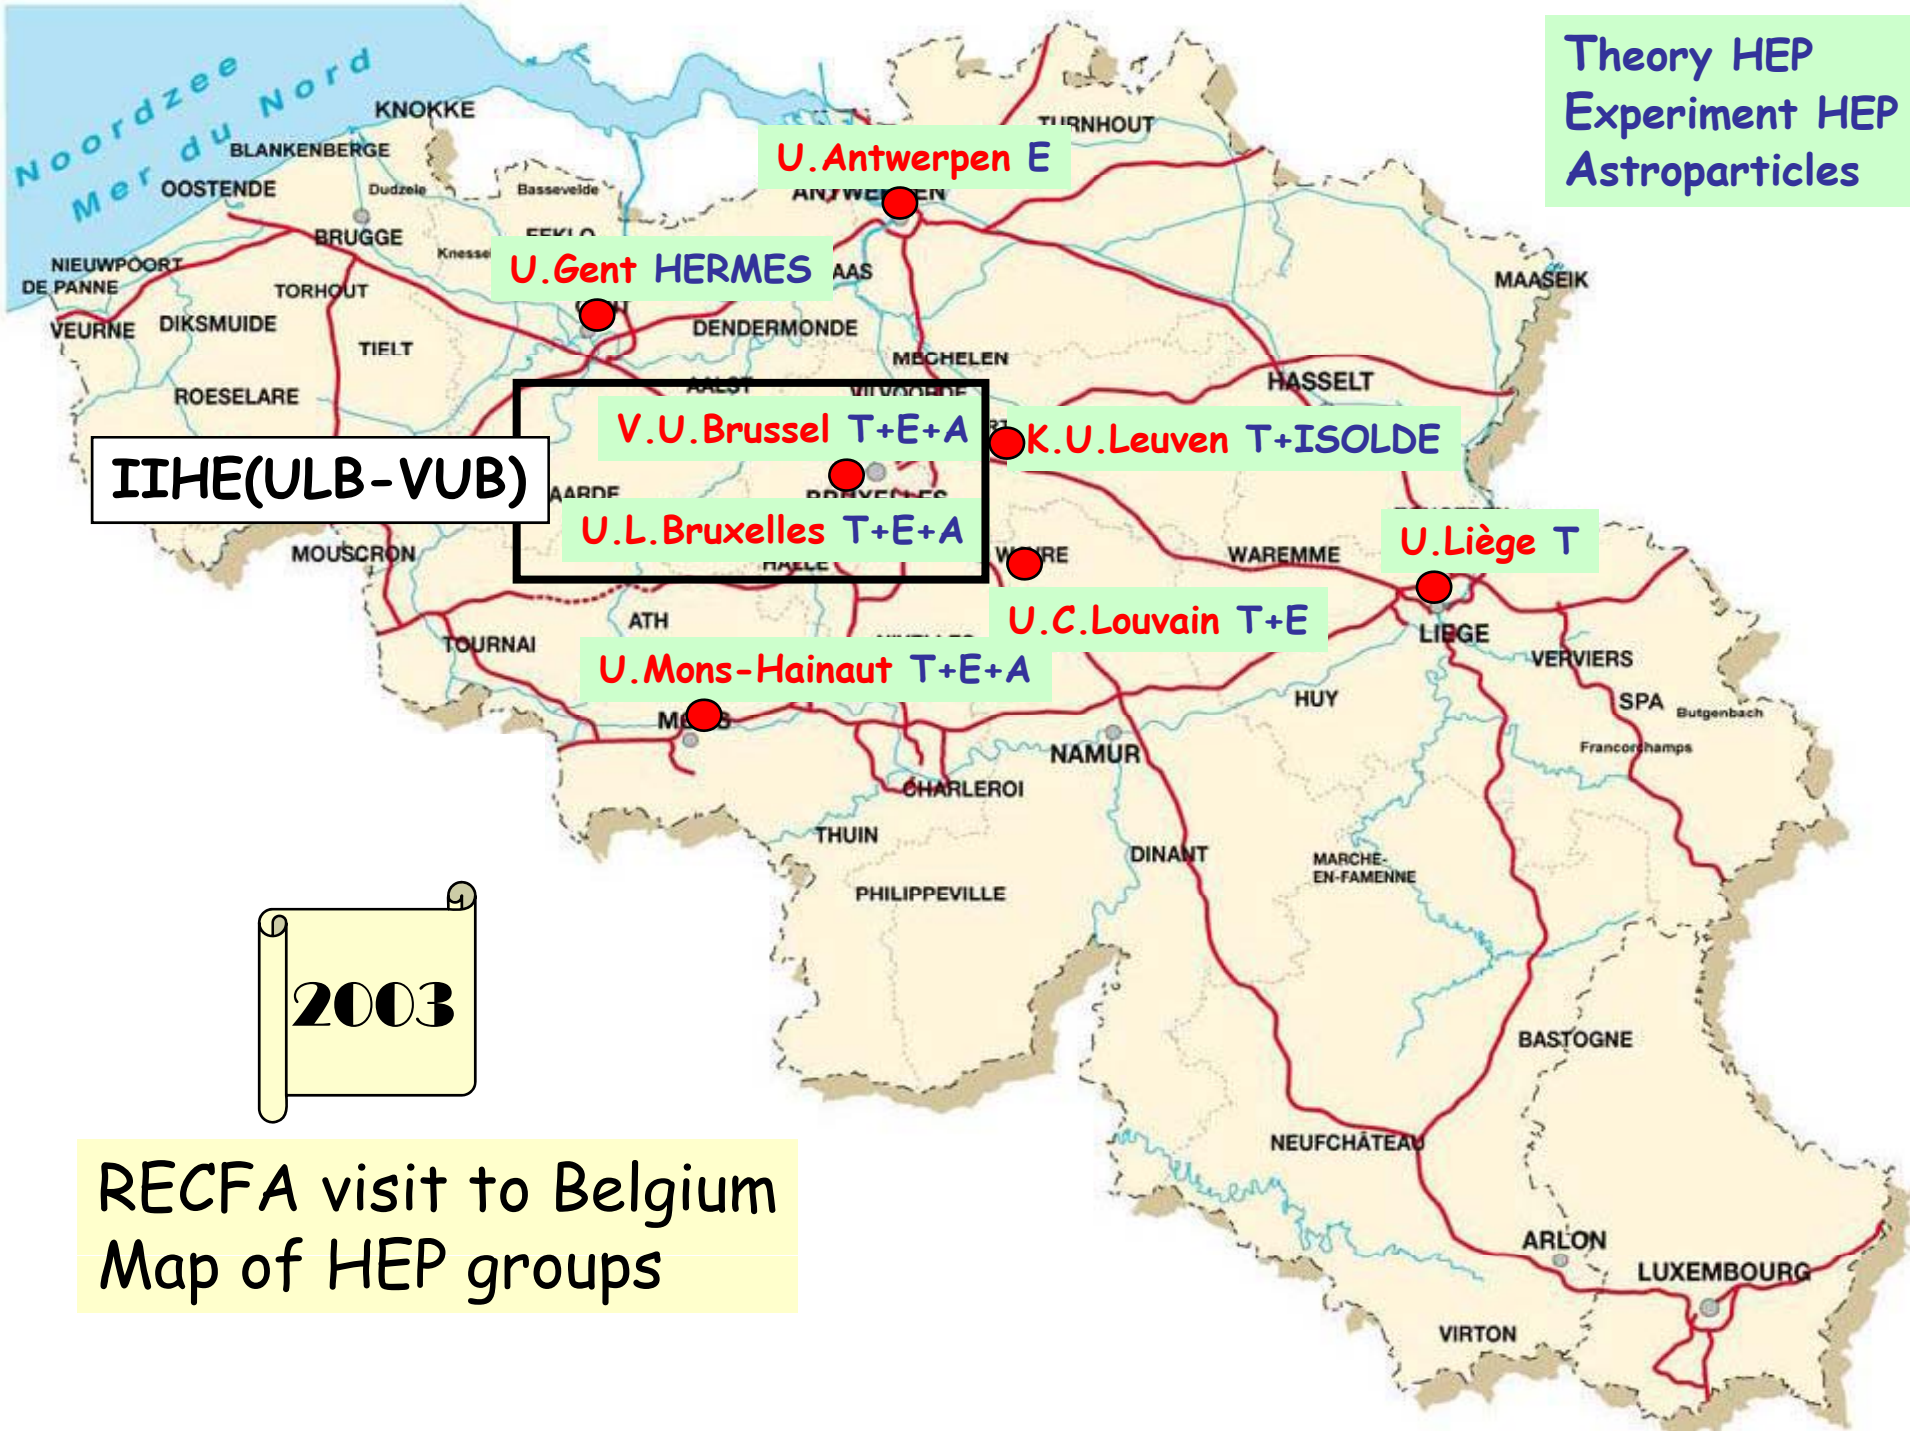 Noordzee
Mer du Nord
Theory HEP
Experiment HEP
Astroparticles
KNOKKE
BLANKENBERGE
TURNHOUT
U.Antwerpen E
OOSTENDE
Dudzele
Bassevelde
BRUGGE
U.Gent HERMES
NIEUWPOORT
DE PANNE
TORHOUT
MAASEIK
VEURNE
DIKSMUIDE
DENDERMONDE
TIELT
MECHELEN
HASSELT
ROESELARE
V.U.Brussel T+E+A
K.U.Leuven T+ISOLDE
IIHE(ULB-VUB)
U.L.Bruxelles T+E+A
U.Liège T
MOUSCRON
WAREMME
ATH
U.C.Louvain T+E
LIEGE
TOURNAI
VERVIERS
U.Mons-Hainaut T+E+A
HUY
SPA
Butgenbach
Francorchamps
NAMUR
CHARLEROI
THUIN
DINANT
MARCHE-
EN-FAMENNE
PHILIPPEVILLE
2003
BASTOGNE
NEUFCHÂTEAU
RECFA visit to Belgium
Map of HEP groups
ARLON
LUXEMBOURG
VIRTON